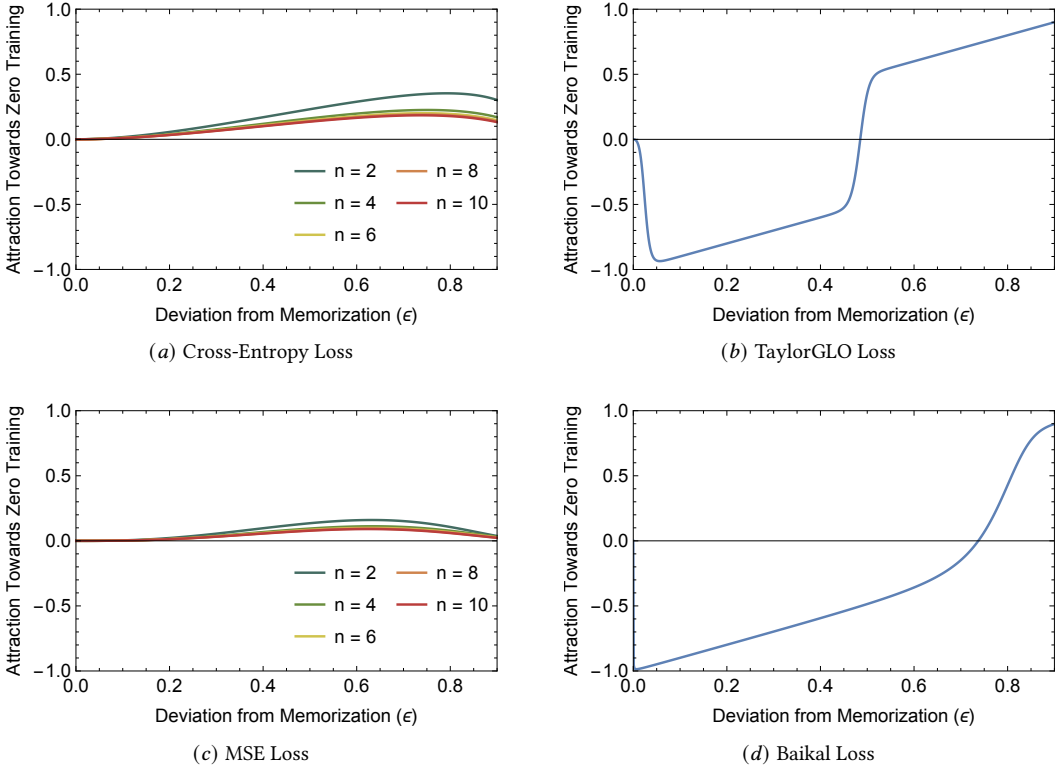 Attraction Towards Zero Training
1.0
0.5
0.0
−0.5
−1.0
n = 2
n = 8
n = 4
n = 10
n = 6
0.0 0.2 0.4 0.6 0.8
Deviation from Memorization (ϵ)
(a) Cross-Entropy Loss
Attraction Towards Zero Training
1.0
0.5
0.0
−0.5
−1.0
0.0 0.2 0.4 0.6 0.8
Deviation from Memorization (ϵ)
(b) TaylorGLO Loss
Attraction Towards Zero Training
1.0
0.5
0.0
−0.5
−1.0
n = 2
n = 8
n = 4
n = 10
n = 6
0.0 0.2 0.4 0.6 0.8
Deviation from Memorization (ϵ)
(c) MSE Loss
Attraction Towards Zero Training
1.0
0.5
0.0
−0.5
−1.0
0.0 0.2 0.4 0.6 0.8
Deviation from Memorization (ϵ)
(d) Baikal Loss